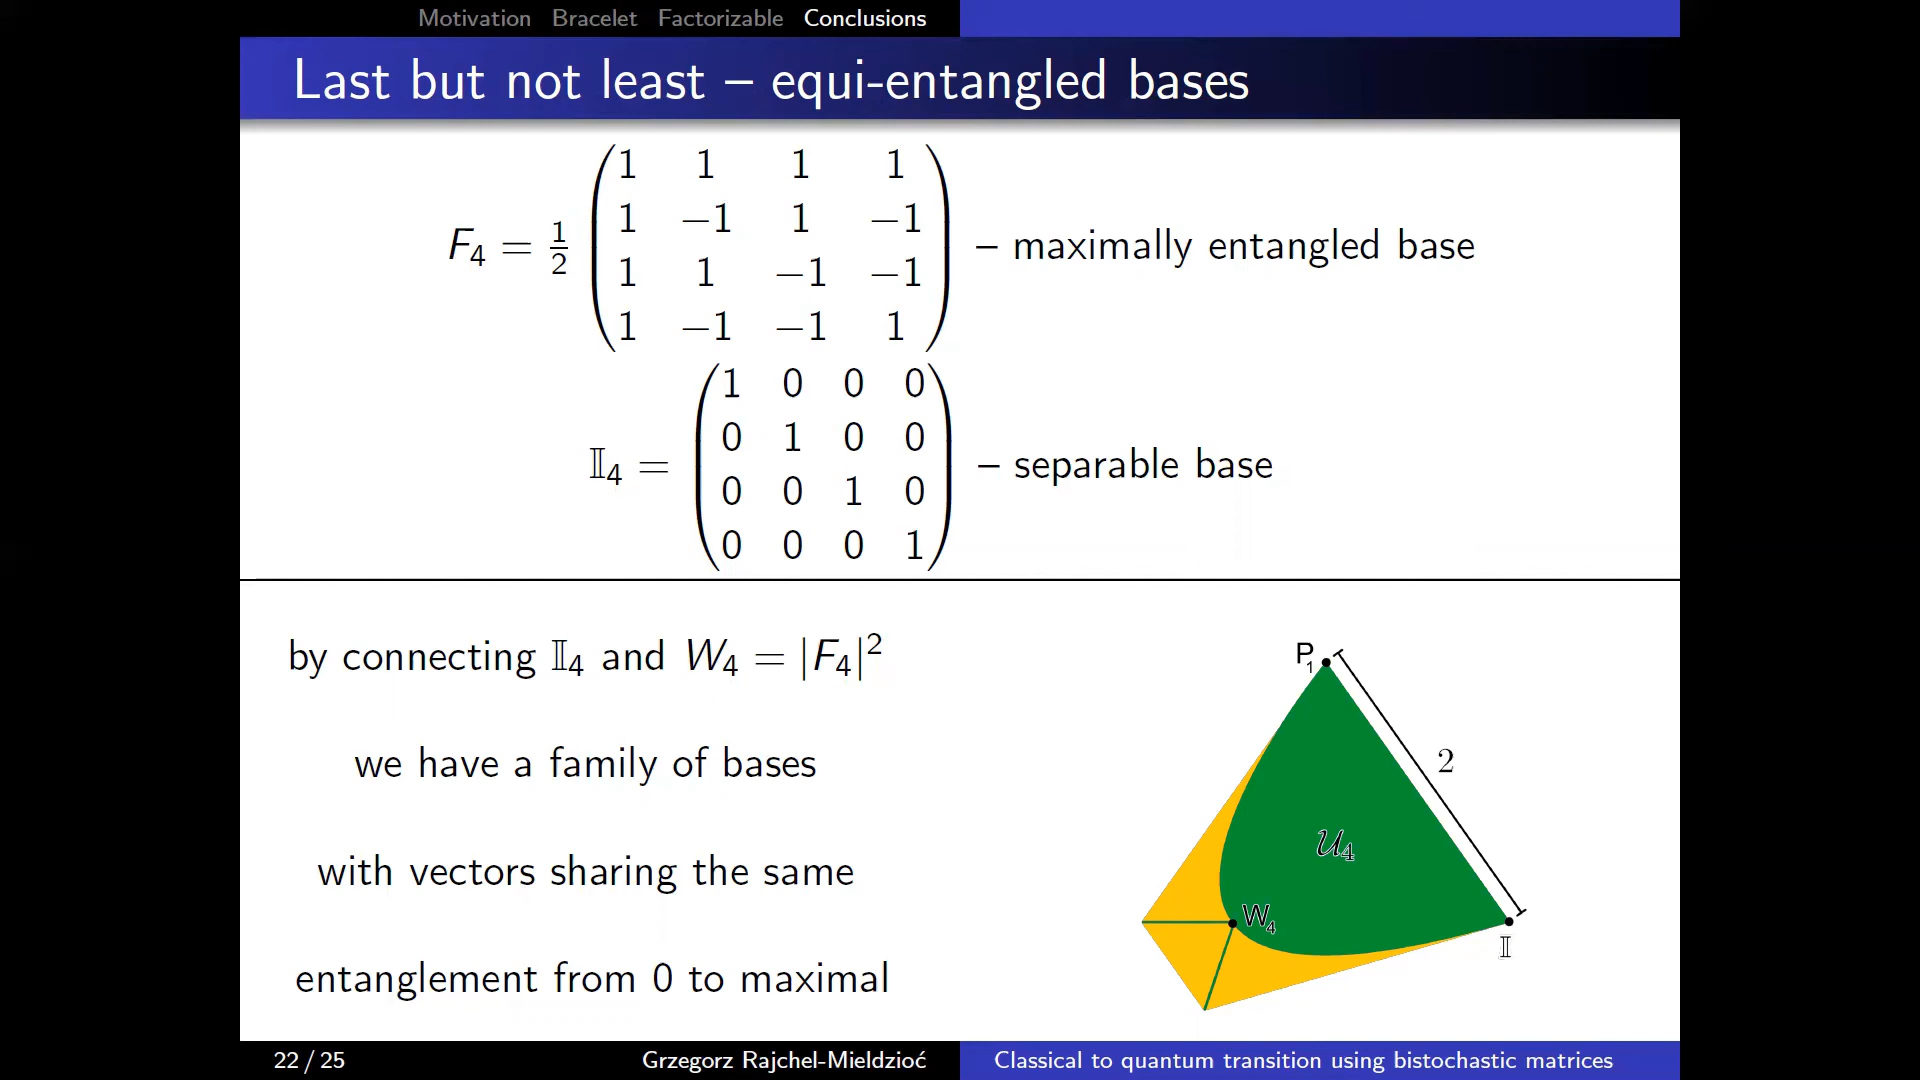 Motivation Bracelet Factorizable Conclusions
Last but not least – equi-entangled bases
1 1 1 1
1 −1 1 −1
F₄ = ½ – maximally entangled base
1 1 −1 −1
1 −1 −1 1
1 0 0 0
0 1 0 0
𝕀₄ = – separable base
0 0 1 0
0 0 0 1
by connecting 𝕀₄ and W₄ = |F₄|²
we have a family of bases
with vectors sharing the same
entanglement from 0 to maximal
P₁
2
𝒰₄
W₄
𝕀
22 / 25 Grzegorz Rajchel-Mieldzioć Classical to quantum transition using bistochastic matrices